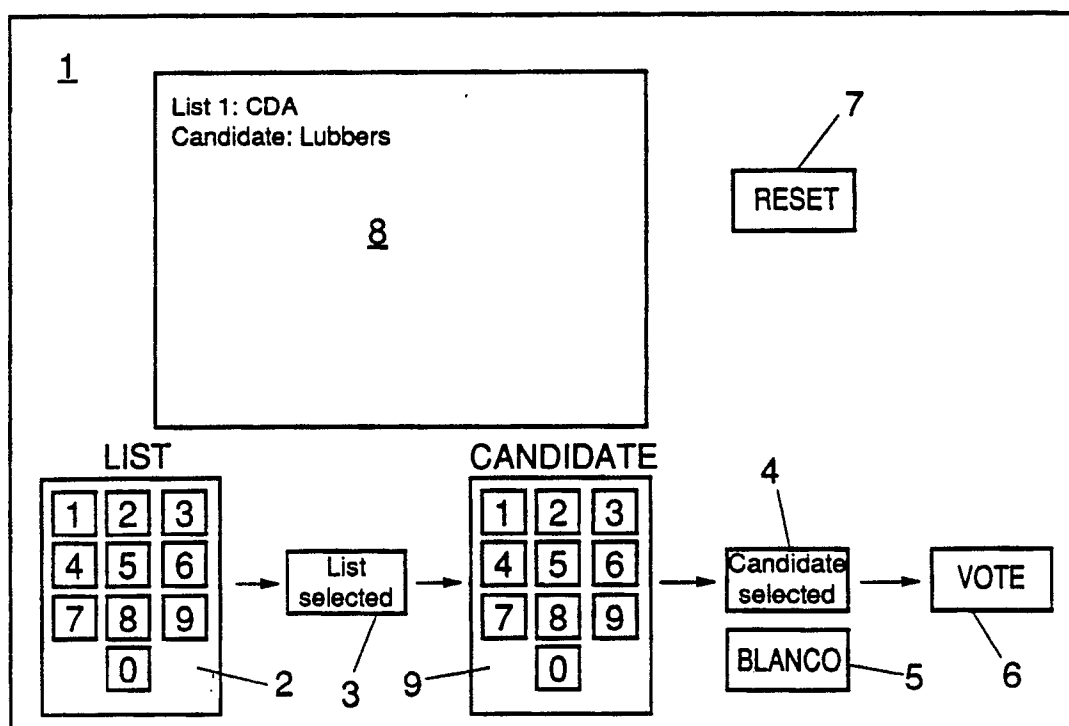 1
List 1: CDA
Candidate: Lubbers
8
7
RESET
LIST
1 2 3
4 5 6
7 8 9
0
2
List
selected
3
CANDIDATE
1 2 3
4 5 6
7 8 9
0
9
4
Candidate
selected
BLANCO
5
VOTE
6